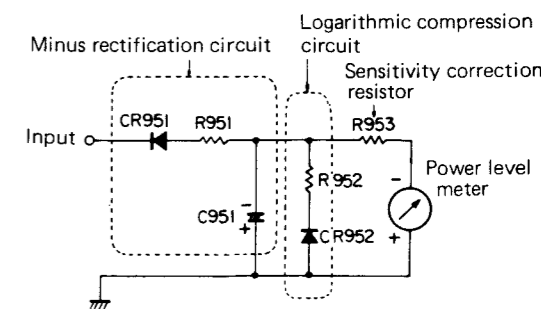 Logarithmic compression
circuit
Minus rectification circuit
Sensitivity correction
resistor
CR951
R951
R953
Input
R952
Power level
meter
-
-
C951
+
CR952
+